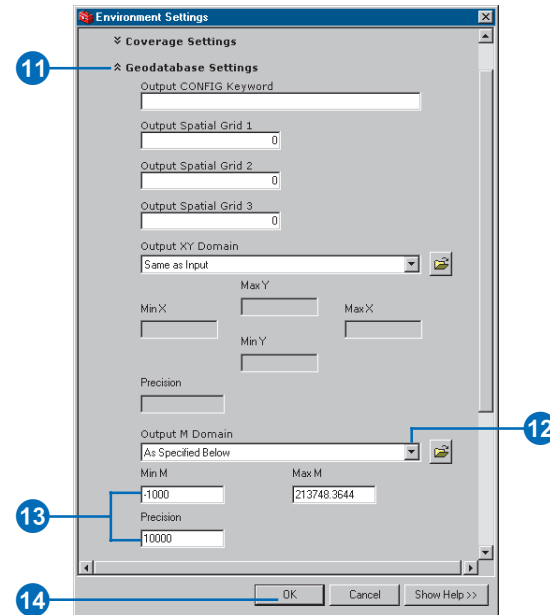 Environment Settings
Coverage Settings
11
Geodatabase Settings
Output CONFIG Keyword
Output Spatial Grid 1
0
Output Spatial Grid 2
0
Output Spatial Grid 3
0
Output XY Domain
Same as Input
Max Y
Min X Max X
Min Y
Precision
Output M Domain
12
As Specified Below
Min M Max M
-1000 213748.3644
13
Precision
10000
14
OK Cancel Show Help >>